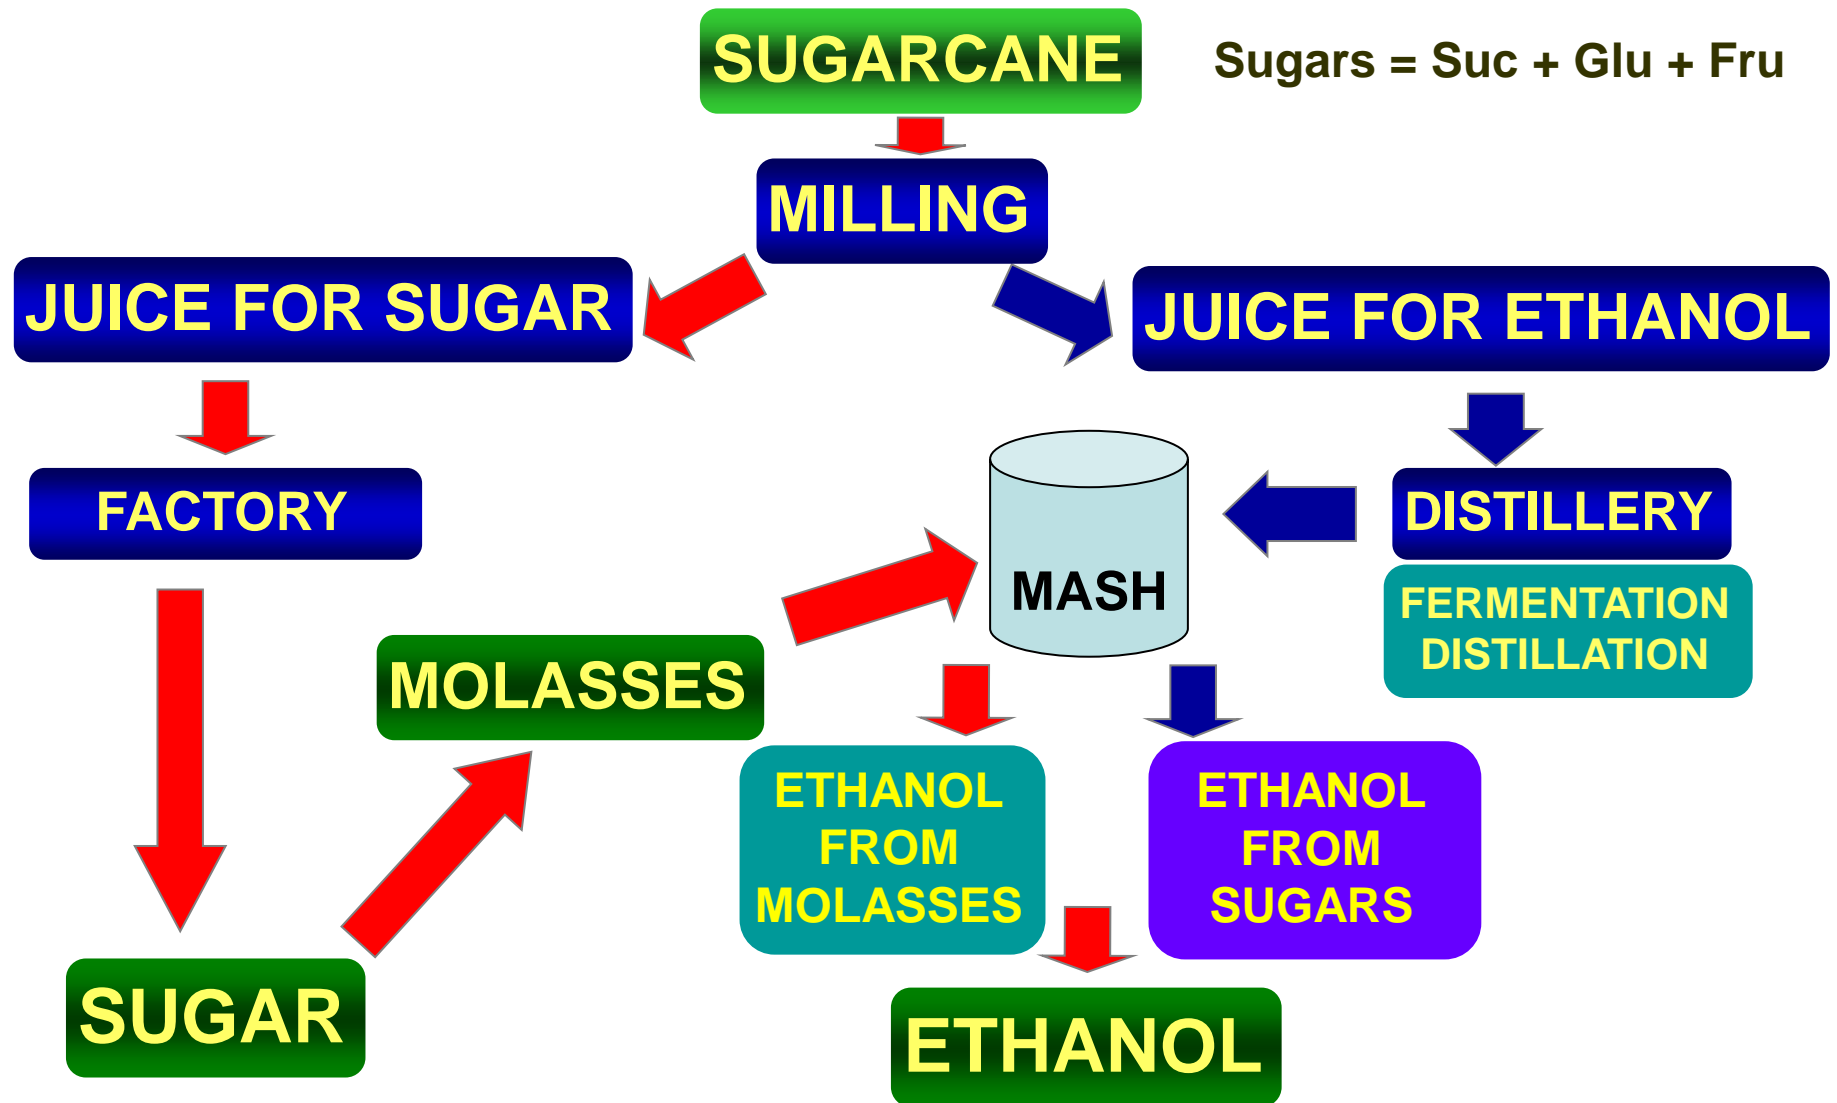 SUGARCANE
Sugars = Suc + Glu + Fru
MILLING
JUICE FOR SUGAR
JUICE FOR ETHANOL
FACTORY
DISTILLERY
MASH
FERMENTATION
DISTILLATION
MOLASSES
ETHANOL
FROM
MOLASSES
ETHANOL
FROM
SUGARS
SUGAR
ETHANOL